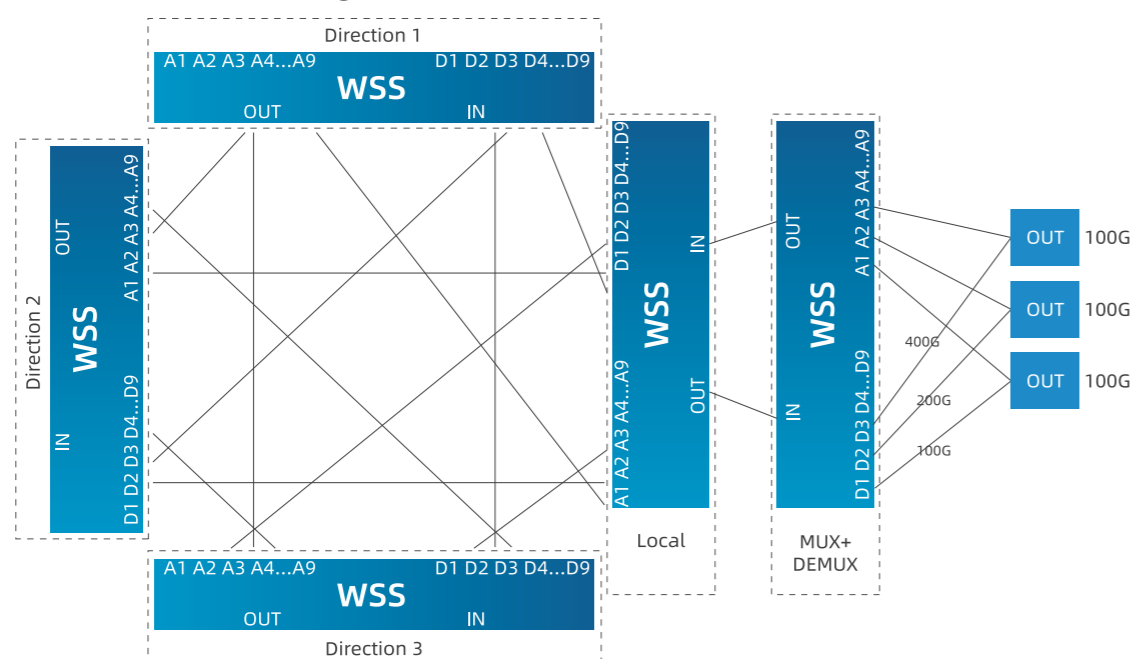 Direction 1
A1 A2 A3 A4...A9
D1 D2 D3 D4...D9
WSS
OUT
IN
Direction 2
A1 A2 A3 A4...A9
OUT
WSS
IN
D1 D2 D3 D4...D9
D1 D2 D3 D4...D9
IN
WSS
OUT
A1 A2 A3 A4...A9
Local
A1 A2 A3 A4...A9
OUT
WSS
IN
D1 D2 D3 D4...D9
MUX+
DEMUX
400G
200G
100G
OUT 100G
OUT 100G
OUT 100G
A1 A2 A3 A4...A9
D1 D2 D3 D4...D9
WSS
OUT
IN
Direction 3